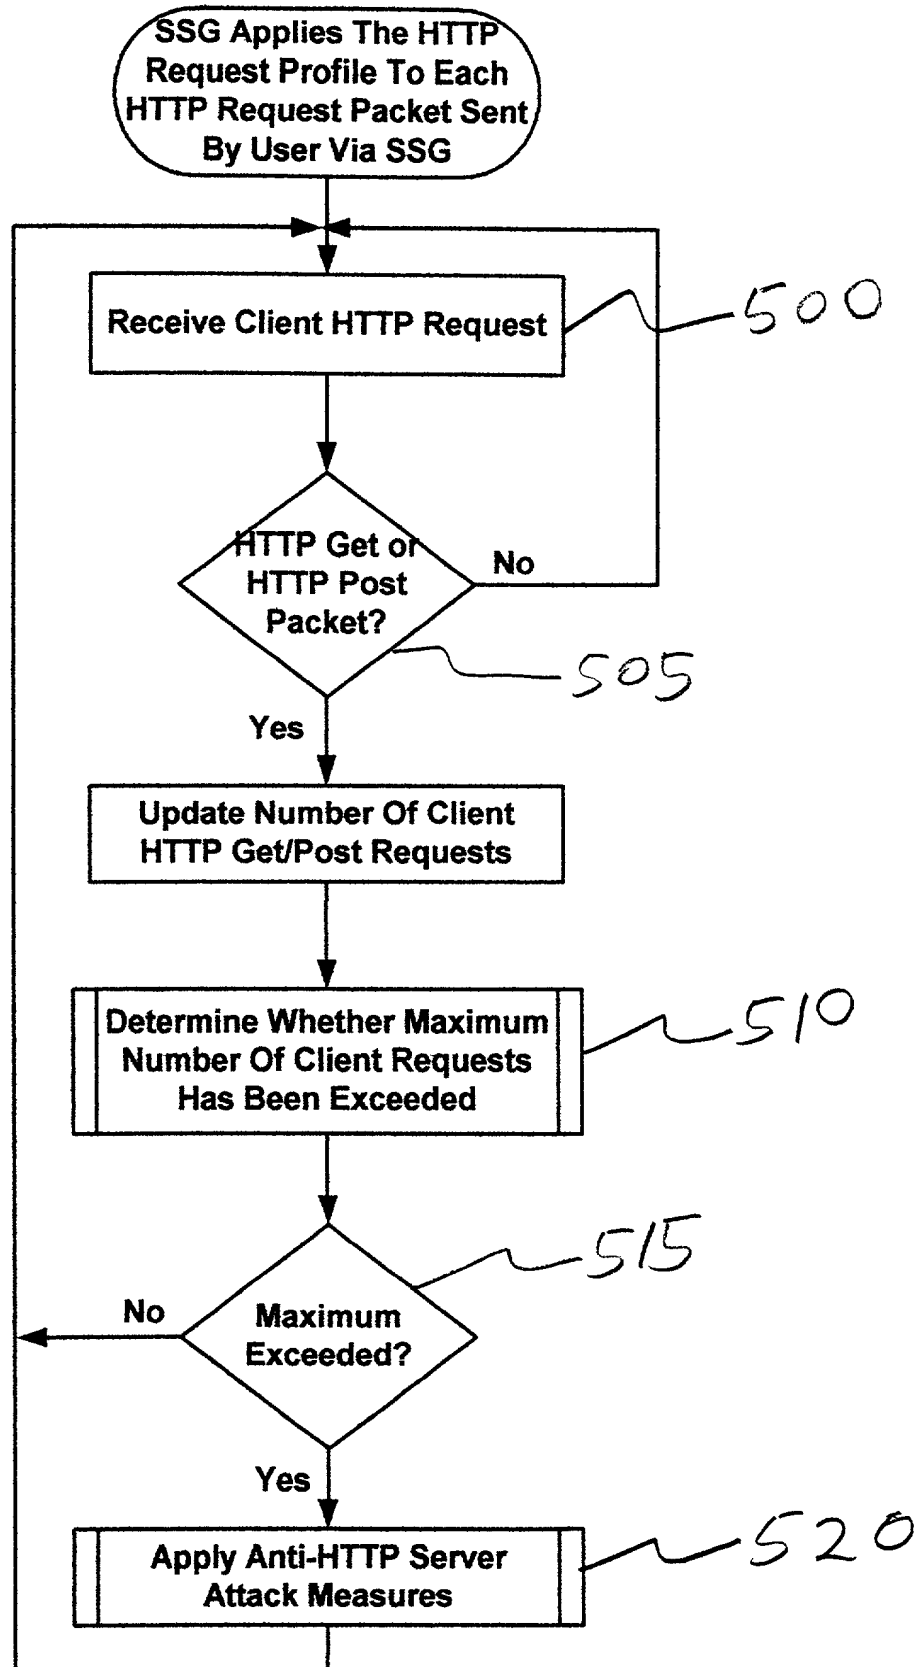 SSG Applies The HTTP
Request Profile To Each
HTTP Request Packet Sent
By User Via SSG
Receive Client HTTP Request
500
HTTP Get or
HTTP Post
Packet?
No
505
Yes
Update Number Of Client
HTTP Get/Post Requests
Determine Whether Maximum
Number Of Client Requests
Has Been Exceeded
510
515
No
Maximum
Exceeded?
Yes
Apply Anti-HTTP Server
Attack Measures
520